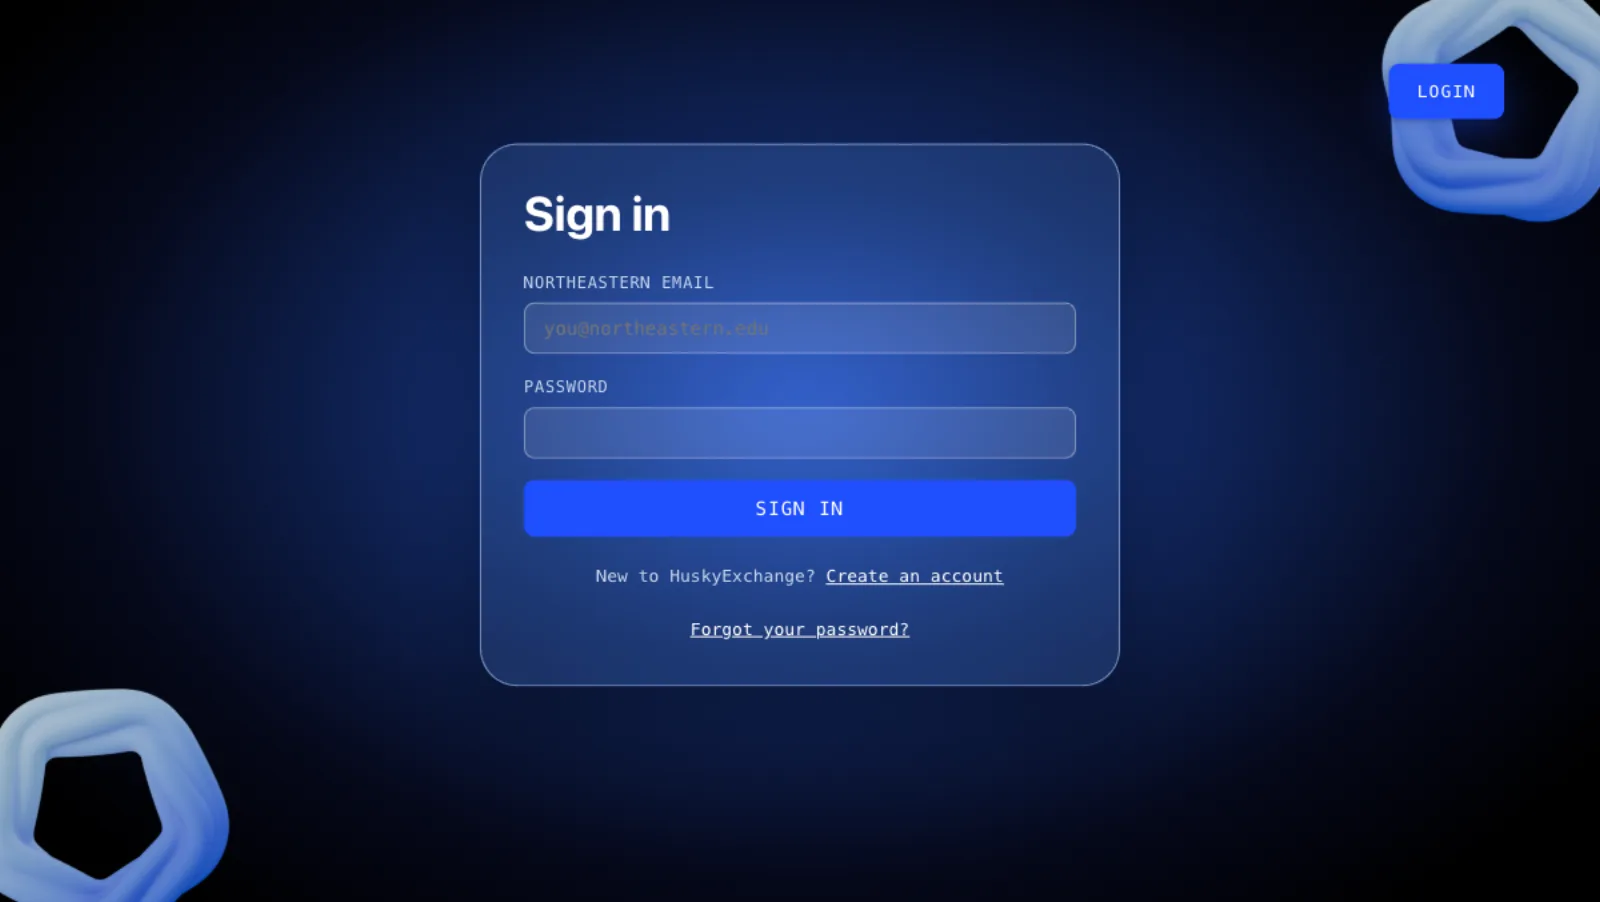 LOGIN
Sign in
NORTHEASTERN EMAIL
you@northeastern.edu
PASSWORD
SIGN IN
New to HuskyExchange? Create an account
Forgot your password?